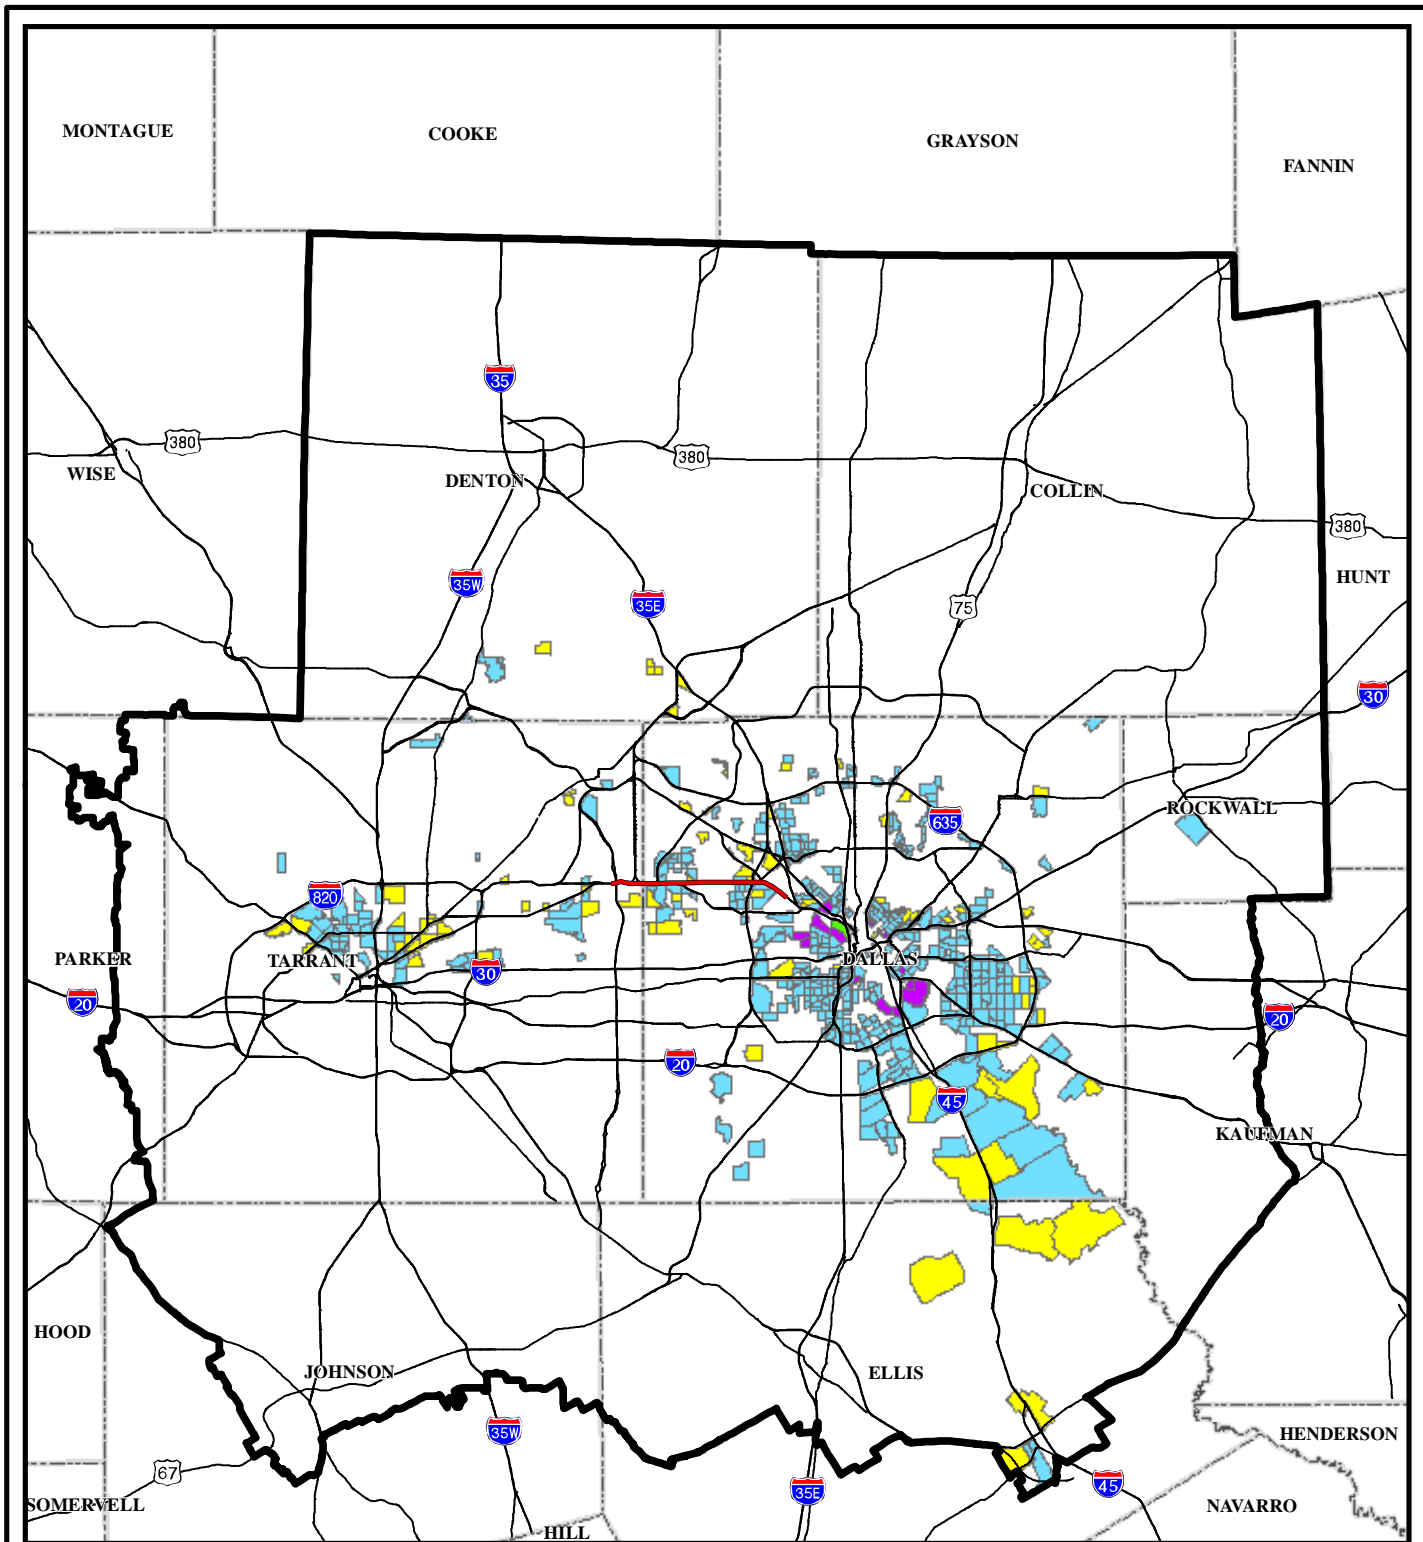 MONTAGUE
COOKE
GRAYSON
FANNIN
35
380
380
WISE
DENTON
COLLIN
380
35W
35E
75
HUNT
30
ROCKWALL
635
820
PARKER
TARRANT
30
DALLAS
20
20
20
45
KAUFMAN
HOOD
JOHNSON
ELLIS
35W
HENDERSON
67
35E
45
SOMERVELL
NAVARRO
HILL